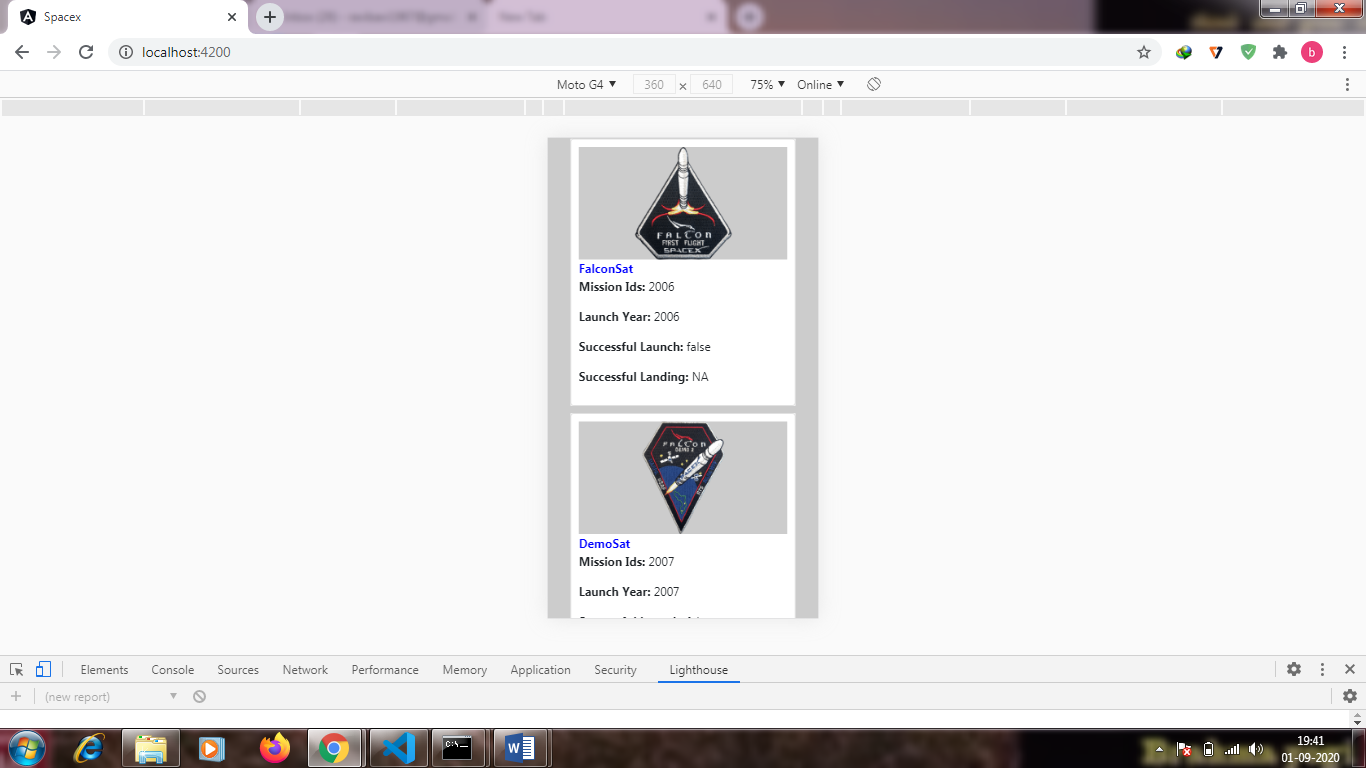 Spacex
New Tab
localhost:4200
b
Moto G4 360 × 640 75% Online
FALCON
FIRST FLIGHT
SPACEX
FalconSat
Mission Ids: 2006
Launch Year: 2006
Successful Launch: false
Successful Landing: NA
FALCON
DEMO 2
DemoSat
Mission Ids: 2007
Launch Year: 2007
Elements Console Sources Network Performance Memory Application Security Lighthouse
(new report)
19:41
01-09-2020